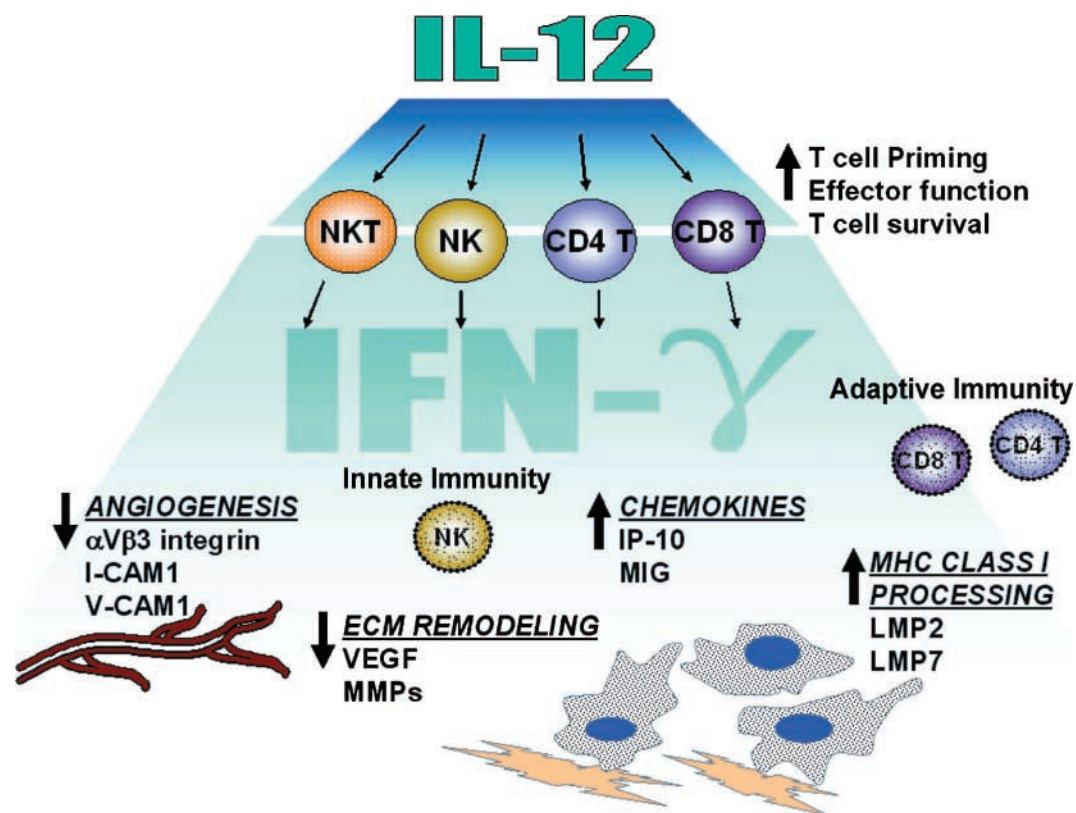 IL-12
T cell Priming
Effector function
T cell survival
NKT
NK
CD4 T
CD8 T
IFN-γ
Adaptive Immunity
CD8 T
CD4 T
Innate Immunity
NK
ANGIOGENESIS
αVβ3 integrin
I-CAM1
V-CAM1
CHEMOKINES
IP-10
MIG
MHC CLASS I
PROCESSING
LMP2
LMP7
ECM REMODELING
VEGF
MMPs